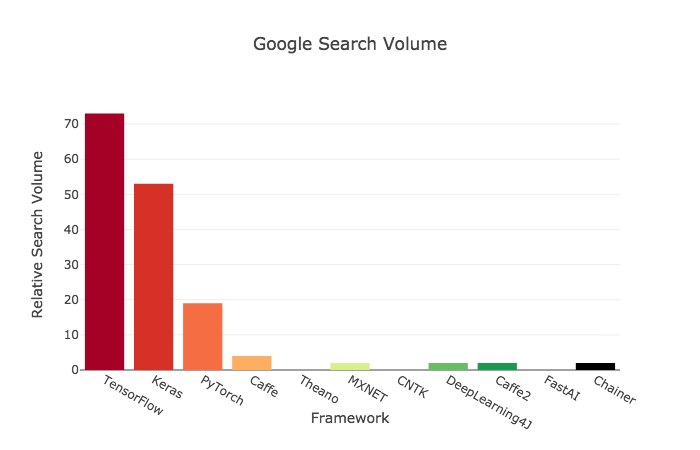 Google Search Volume
Relative Search Volume
70
60
50
40
30
20
10
0
TensorFlow
Keras
PyTorch
Caffe
Theano
MXNET
CNTK
DeepLearning4J
Caffe2
FastAI
Chainer
Framework